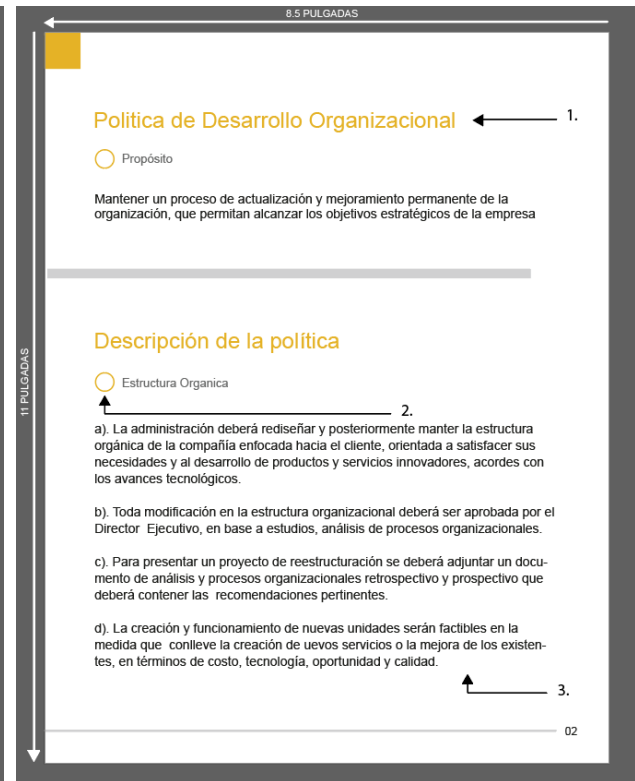 8.5 PULGADAS
11 PULGADAS
Politica de Desarrollo Organizacional
1.
Propósito
Mantener un proceso de actualización y mejoramiento permanente de la
organización, que permitan alcanzar los objetivos estratégicos de la empresa
Descripción de la política
Estructura Organica
2.
a). La administración deberá rediseñar y posteriormente manter la estructura
orgánica de la compañía enfocada hacia el cliente, orientada a satisfacer sus
necesidades y al desarrollo de productos y servicios innovadores, acordes con
los avances tecnológicos.
b). Toda modificación en la estructura organizacional deberá ser aprobada por el
Director Ejecutivo, en base a estudios, análisis de procesos organizacionales.
c). Para presentar un proyecto de reestructuración se deberá adjuntar un docu-
mento de análisis y procesos organizacionales retrospectivo y prospectivo que
deberá contener las recomendaciones pertinentes.
d). La creación y funcionamiento de nuevas unidades serán factibles en la
medida que conlleve la creación de uevos servicios o la mejora de los existen-
tes, en términos de costo, tecnología, oportunidad y calidad.
3.
02